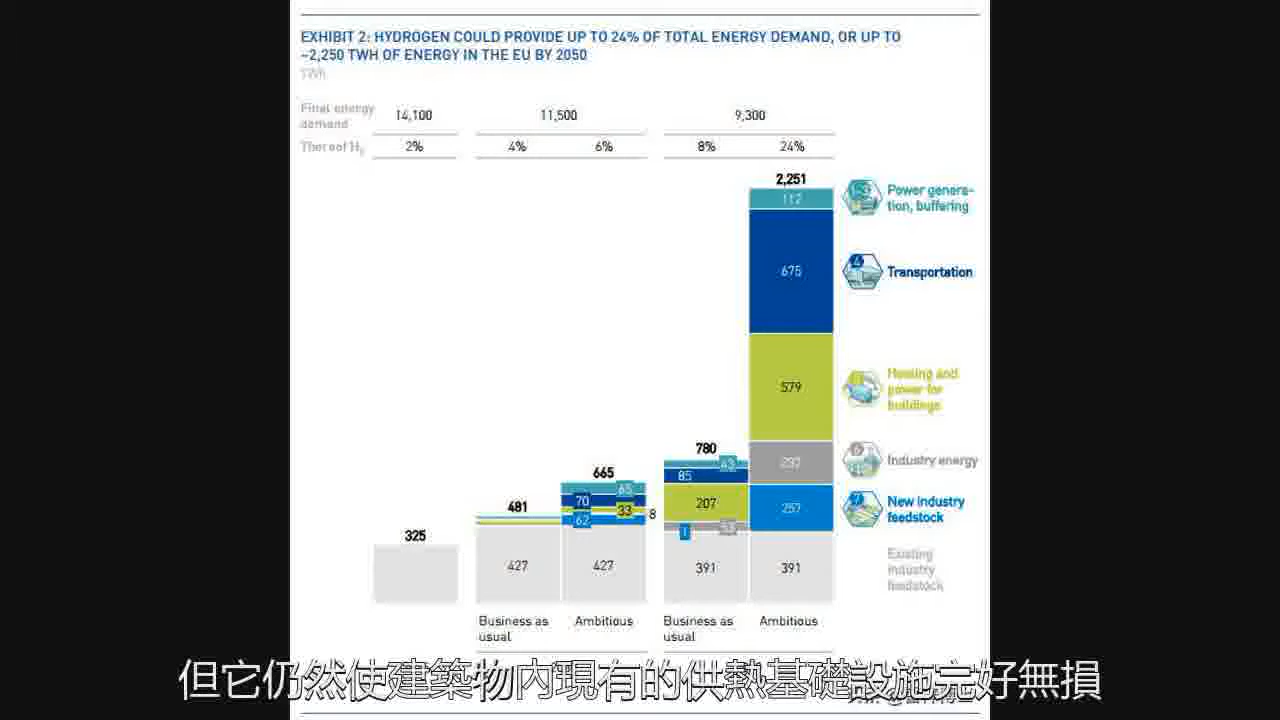 EXHIBIT 2: HYDROGEN COULD PROVIDE UP TO 24% OF TOTAL ENERGY DEMAND, OR UP TO
~2,250 TWH OF ENERGY IN THE EU BY 2050
TWh
Final energy demand 14,100 11,500 9,300
Thereof H₂ 2% 4% 6% 8% 24%
2,251
112
Power genera-
tion, buffering
675
Transportation
579
Heating and
power for
buildings
780
43
237
Industry energy
665
85
65
70
207
New industry
feedstock
481
33
8
257
62
1
325
Existing
industry
feedstock
427
427
391
391
Business as
usual
Ambitious
Business as
usual
Ambitious
但它仍然使建築物內現有的供熱基礎設施完好無損